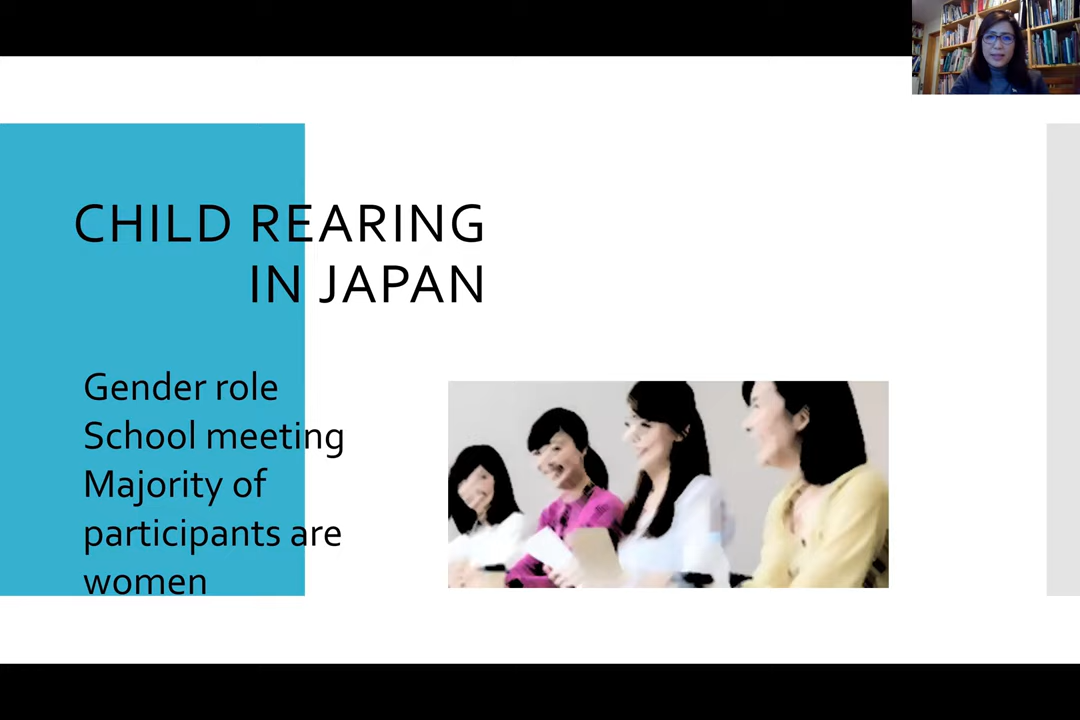 CHILD REARING
IN JAPAN
Gender role
School meeting
Majority of
participants are
women